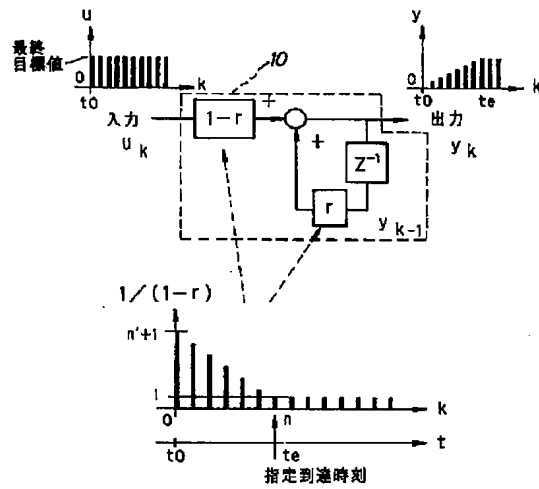 u
最終
目標値
0
t0
k
10
y
0
t0
te
k
入力
u k
1-r
+
+
Z⁻¹
r
出力
y k
y k-1
1/(1-r)
n'+1
1
0
n
k
t0
te
t
指定到達時刻